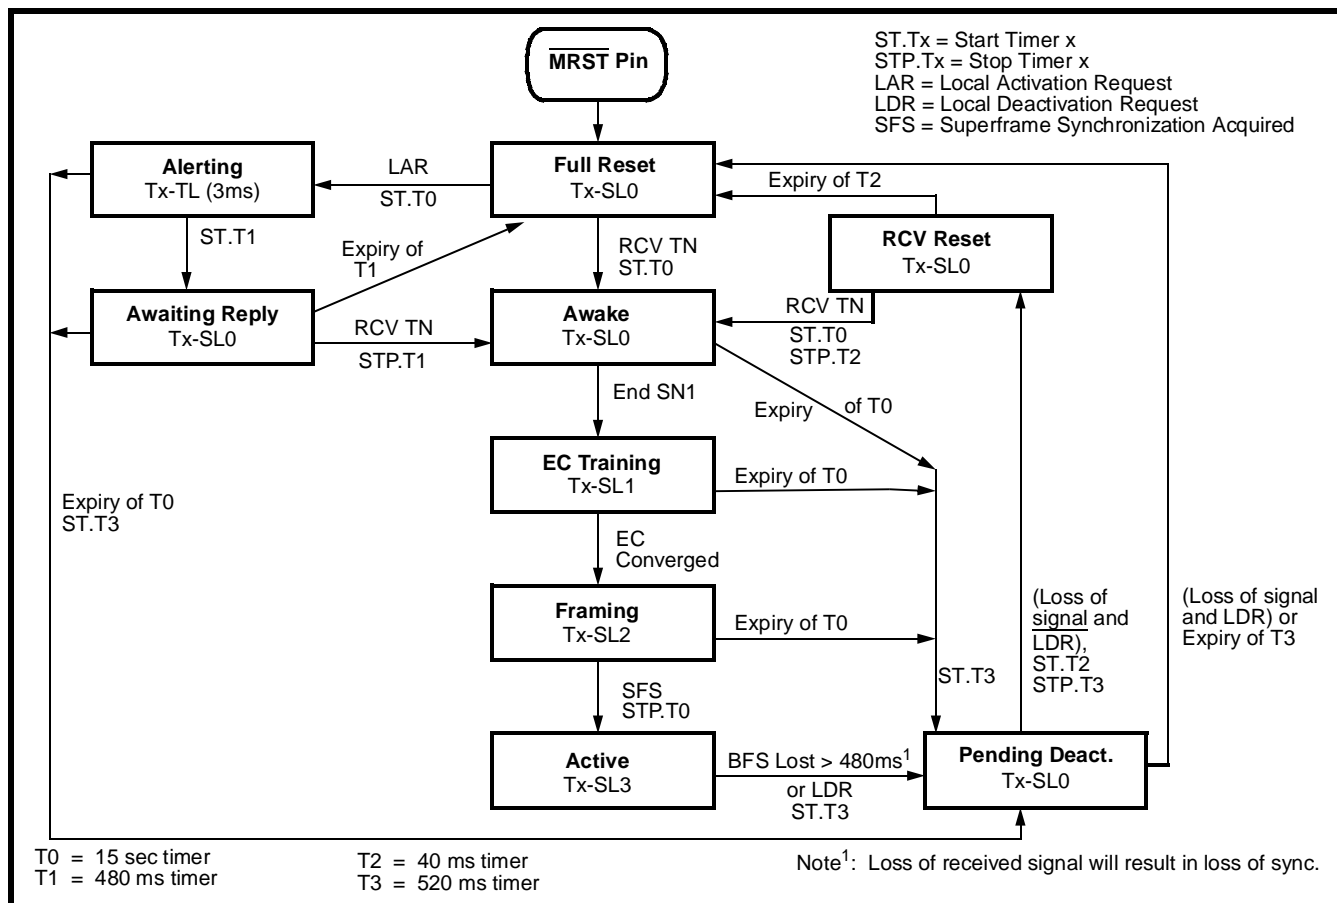 MRST Pin
ST.Tx = Start Timer x
STP.Tx = Stop Timer x
LAR = Local Activation Request
LDR = Local Deactivation Request
SFS = Superframe Synchronization Acquired
Alerting
Tx-TL (3ms)
LAR
ST.T0
Full Reset
Tx-SL0
Expiry of T2
RCV Reset
Tx-SL0
ST.T1
Expiry of
T1
RCV TN
ST.T0
Awaiting Reply
Tx-SL0
RCV TN
STP.T1
Awake
Tx-SL0
RCV TN
ST.T0
STP.T2
End SN1
Expiry of T0
EC Training
Tx-SL1
Expiry of T0
Expiry of T0
ST.T3
EC
Converged
Framing
Tx-SL2
Expiry of T0
(Loss of
signal and
LDR),
ST.T2
STP.T3
(Loss of signal
and LDR) or
Expiry of T3
ST.T3
SFS
STP.T0
Active
Tx-SL3
BFS Lost > 480ms1
or LDR
ST.T3
Pending Deact.
Tx-SL0
T0 = 15 sec timer
T1 = 480 ms timer
T2 = 40 ms timer
T3 = 520 ms timer
Note1: Loss of received signal will result in loss of sync.